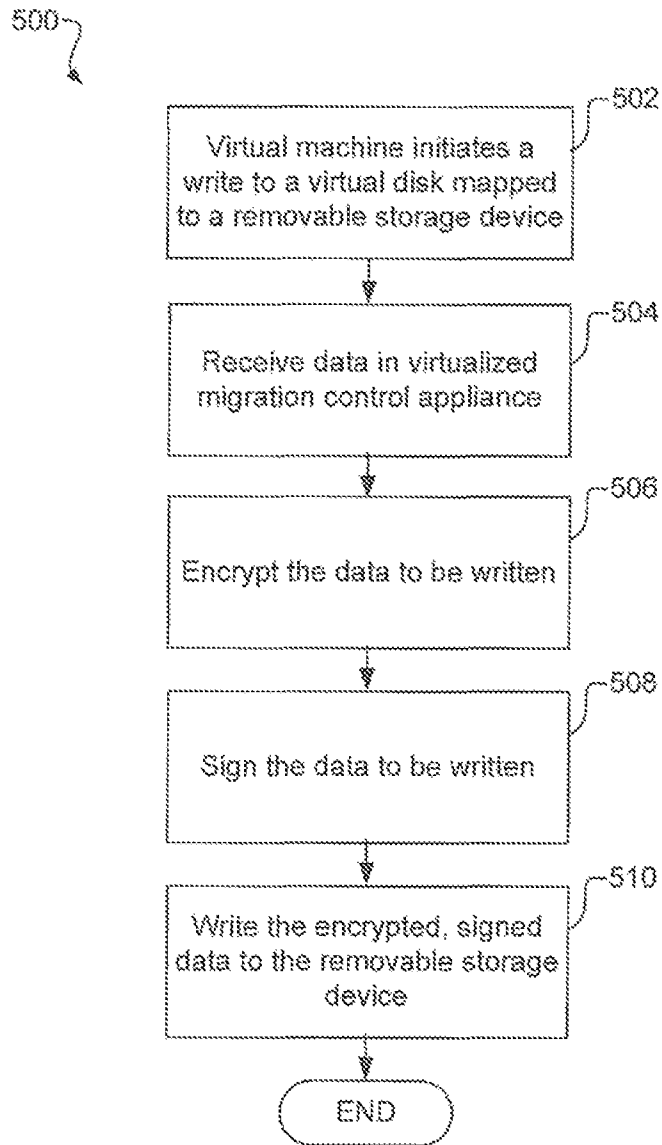 500
502
Virtual machine initiates a
write to a virtual disk mapped
to a removable storage device
504
Receive data in virtualized
migration control appliance
506
Encrypt the data to be written
508
Sign the data to be written
510
Write the encrypted, signed
data to the removable storage
device
END